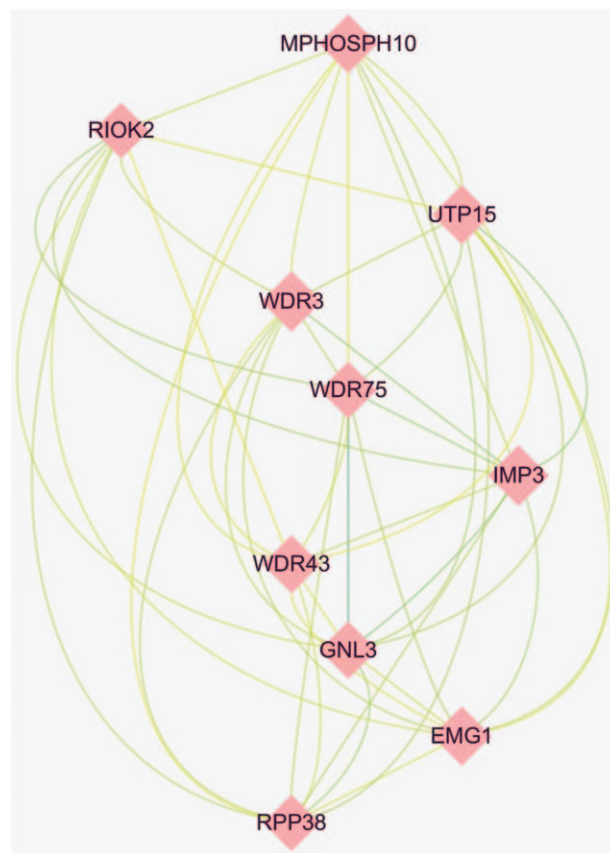 MPHOSPH10
RIOK2
UTP15
WDR3
WDR75
IMP3
WDR43
GNL3
EMG1
RPP38